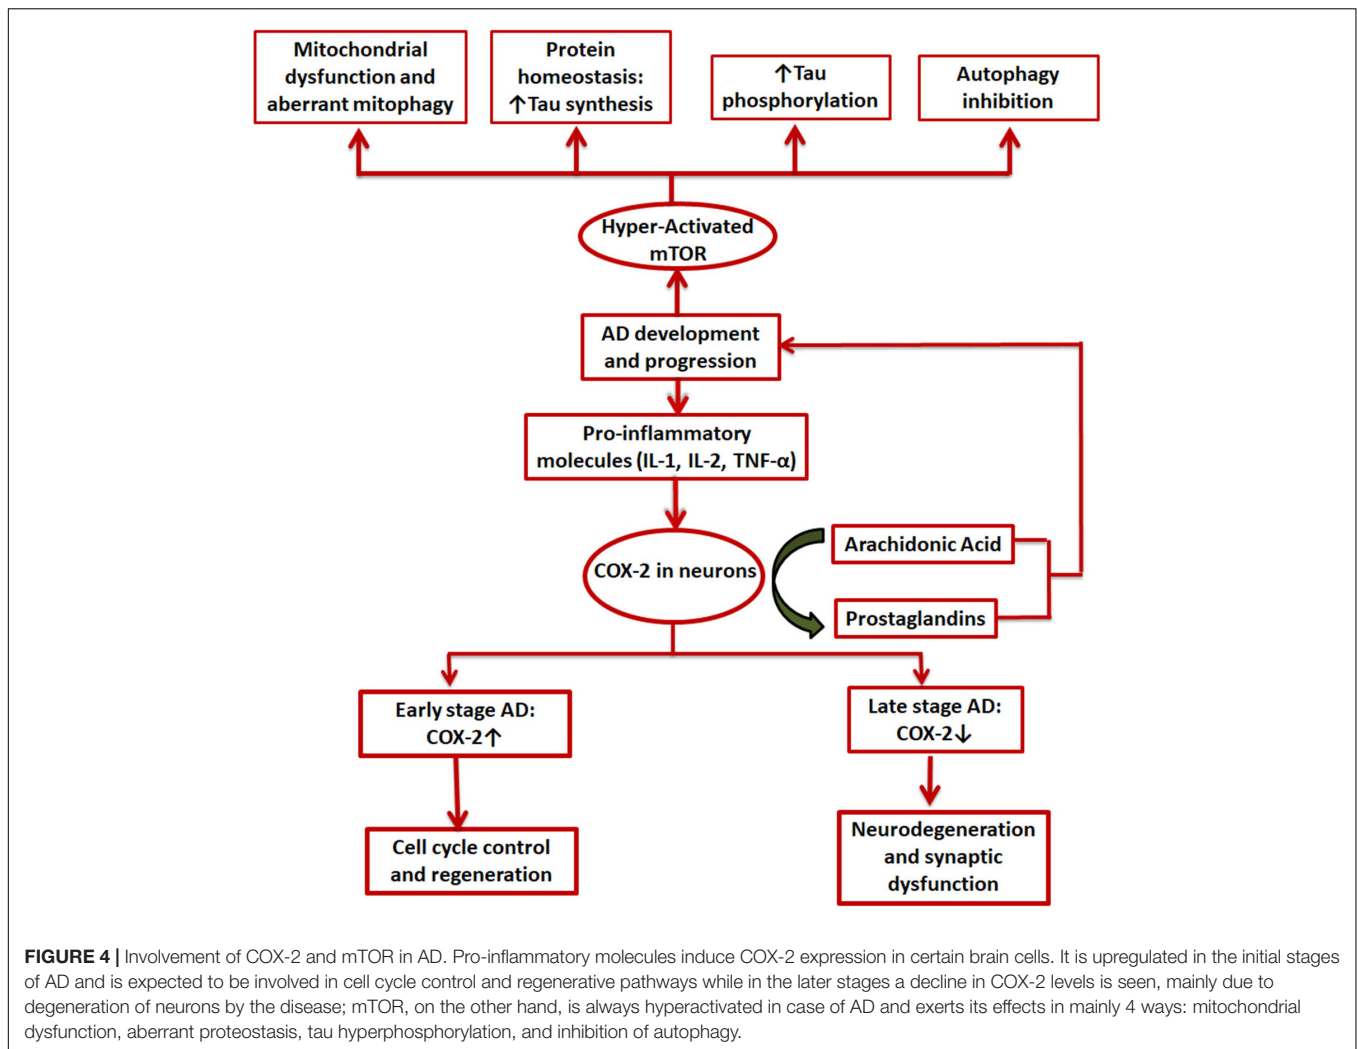 Mitochondrial
dysfunction and
aberrant mitophagy
Protein
homeostasis:
↑Tau synthesis
↑Tau
phosphorylation
Autophagy
inhibition
Hyper-Activated
mTOR
AD development
and progression
Pro-inflammatory
molecules (IL-1, IL-2, TNF-α)
COX-2 in neurons
Arachidonic Acid
Prostaglandins
Early stage AD:
COX-2↑
Late stage AD:
COX-2↓
Cell cycle control
and regeneration
Neurodegeneration
and synaptic
dysfunction
FIGURE 4 | Involvement of COX-2 and mTOR in AD. Pro-inflammatory molecules induce COX-2 expression in certain brain cells. It is upregulated in the initial stages
of AD and is expected to be involved in cell cycle control and regenerative pathways while in the later stages a decline in COX-2 levels is seen, mainly due to
degeneration of neurons by the disease; mTOR, on the other hand, is always hyperactivated in case of AD and exerts its effects in mainly 4 ways: mitochondrial
dysfunction, aberrant proteostasis, tau hyperphosphorylation, and inhibition of autophagy.